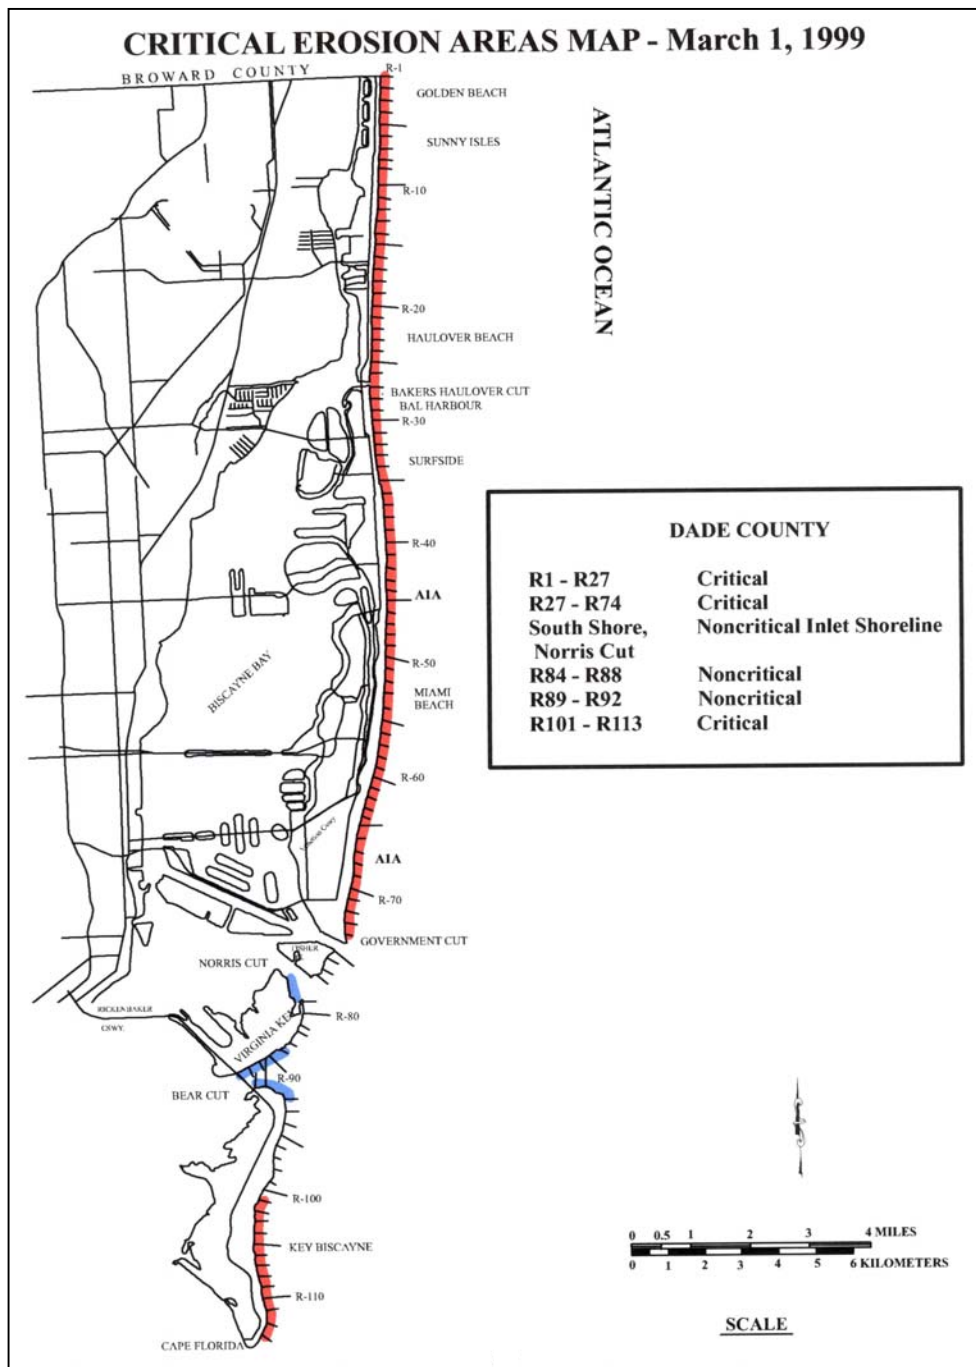 CRITICAL EROSION AREAS MAP - March 1, 1999
BROWARD COUNTY
R-1
GOLDEN BEACH
SUNNY ISLES
ATLANTIC OCEAN
R-10
R-20
HAULOVER BEACH
BAKERS HAULOVER CUT
BAL HARBOUR
R-30
SURFSIDE
R-40
A1A
R-50
BISCAYNE BAY
MIAMI
BEACH
R-60
A1A
R-70
GOVERNMENT CUT
NORRIS CUT
R-80
VIRGINIA KEY
CSWY.
R-90
BEAR CUT
R-100
KEY BISCAYNE
R-110
CAPE FLORIDA
DADE COUNTY
R1 - R27 Critical
R27 - R74 Critical
South Shore, Noncritical Inlet Shoreline
Norris Cut
R84 - R88 Noncritical
R89 - R92 Noncritical
R101 - R113 Critical
0 0.5 1 2 3 4 MILES
0 1 2 3 4 5 6 KILOMETERS
SCALE